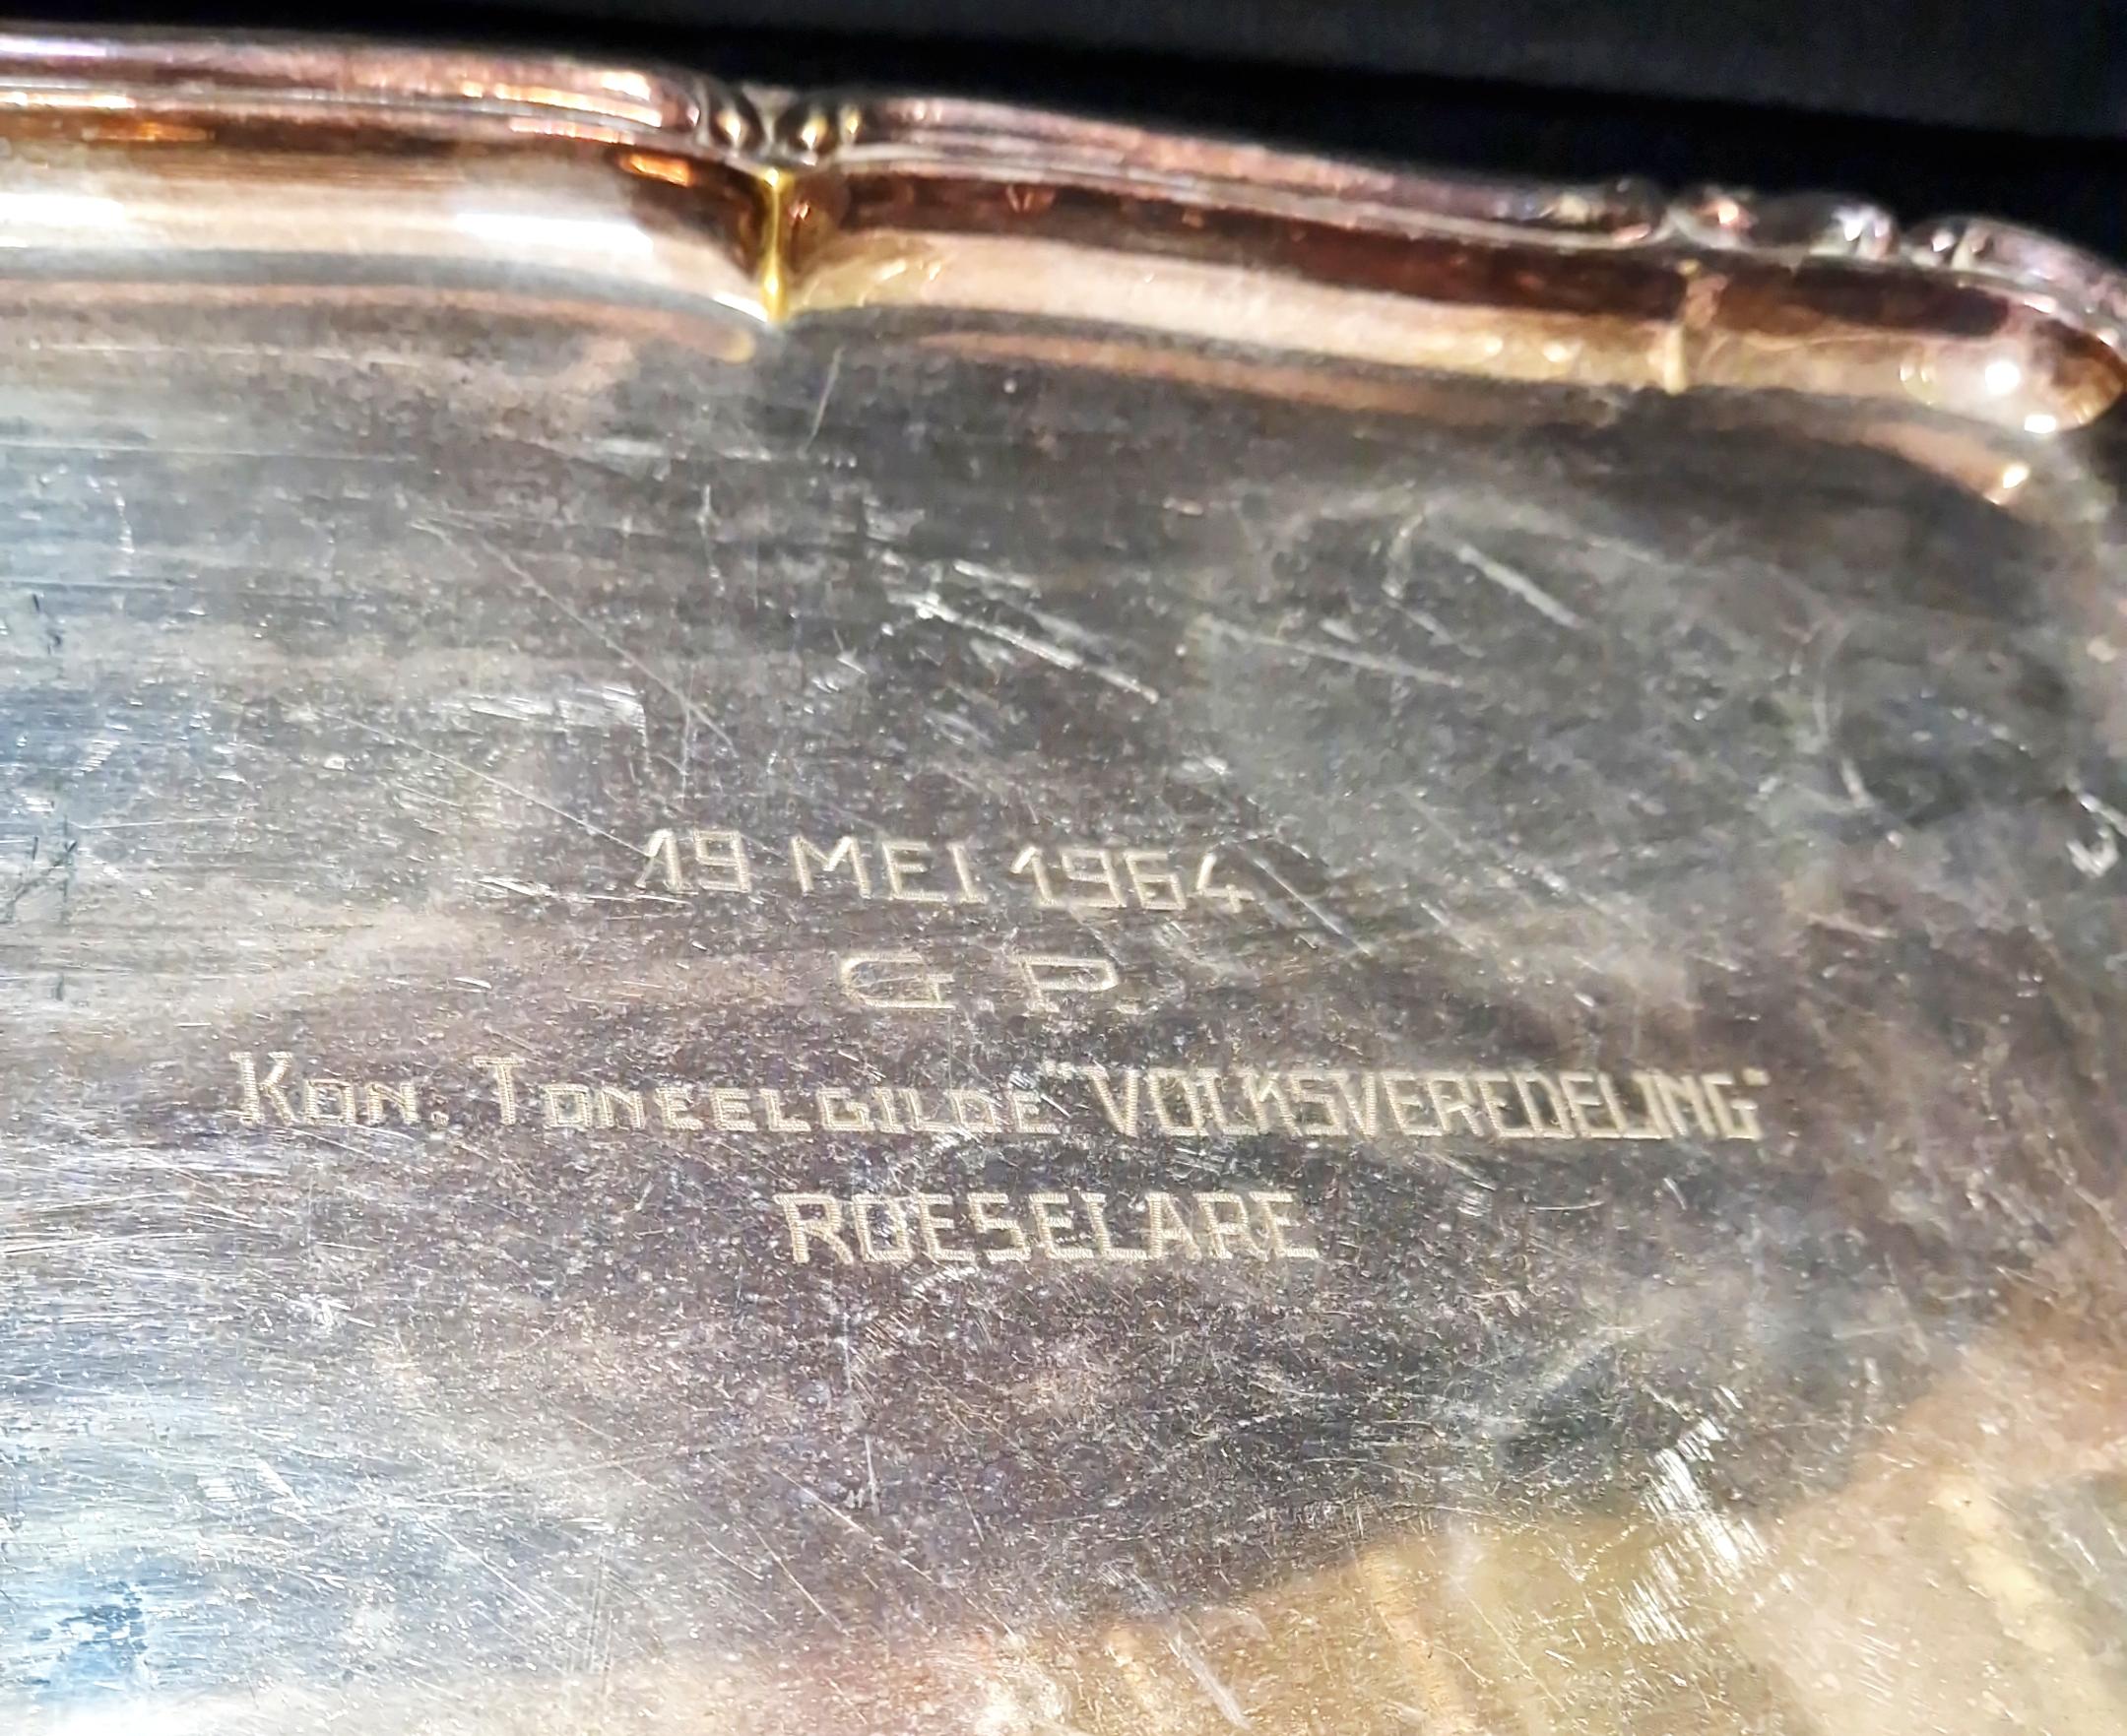 19 MEI 1964
G.P.
KON. TONEELGILDE "VOLKSVEREDELING"
ROESELARE